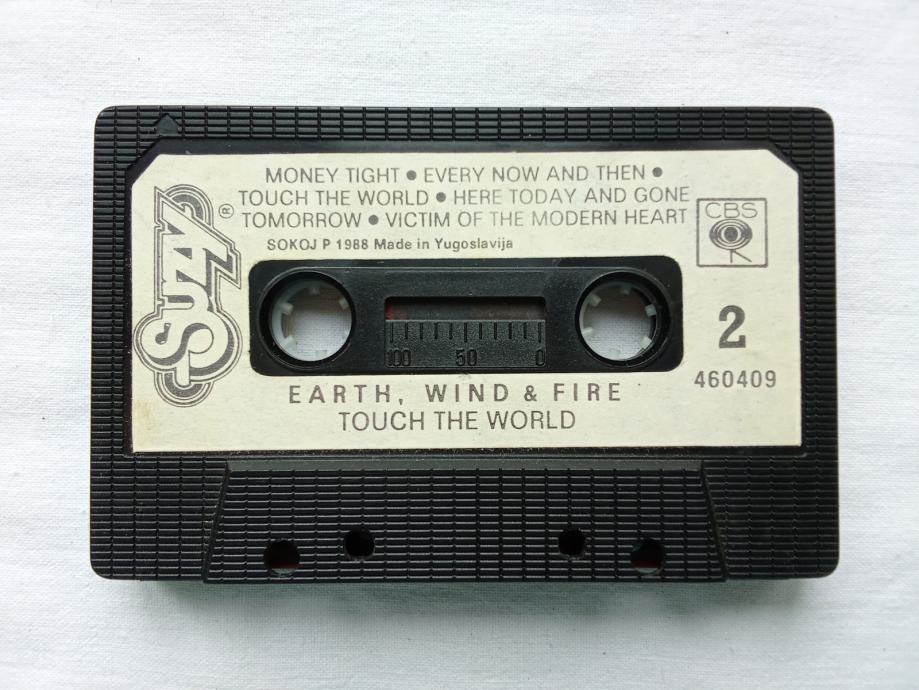 MONEY TIGHT • EVERY NOW AND THEN •
TOUCH THE WORLD • HERE TODAY AND GONE
TOMORROW • VICTIM OF THE MODERN HEART
SOKOJ P 1988 Made in Yugoslavija
SUZY ®
CBS
100 50 0
2
460409
EARTH, WIND & FIRE
TOUCH THE WORLD